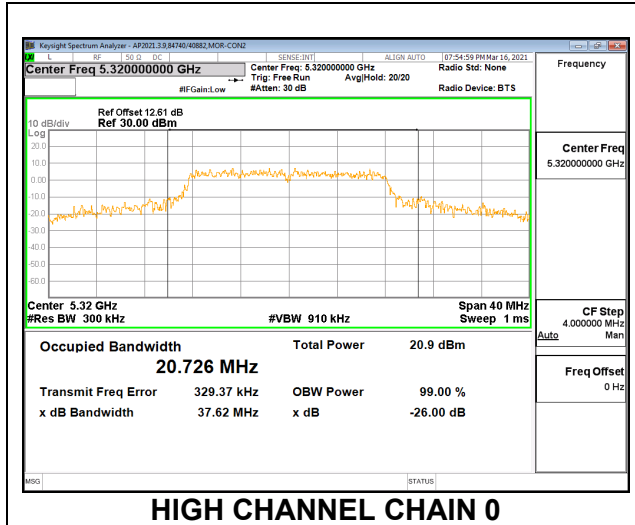 Keysight Spectrum Analyzer - AP2021.3.9,84740/40882,MOR-CON2
LXI L RF 50 Ω DC SENSE:INT ALIGN AUTO 07:54:59 PM Mar 16, 2021
Center Freq 5.320000000 GHz Center Freq: 5.320000000 GHz Radio Std: None
Trig: Free Run Avg|Hold: 20/20
#IFGain:Low #Atten: 30 dB Radio Device: BTS
Frequency
Ref Offset 12.61 dB
10 dB/div Ref 30.00 dBm
Log
20.0
10.0
0.00
-10.0
-20.0
-30.0
-40.0
-50.0
-60.0
Center 5.32 GHz Span 40 MHz
#Res BW 300 kHz #VBW 910 kHz Sweep 1 ms
Center Freq
5.320000000 GHz
CF Step
4.000000 MHz
Auto Man
Freq Offset
0 Hz
Occupied Bandwidth Total Power 20.9 dBm
20.726 MHz
Transmit Freq Error 329.37 kHz OBW Power 99.00 %
x dB Bandwidth 37.62 MHz x dB -26.00 dB
MSG STATUS
HIGH CHANNEL CHAIN 0